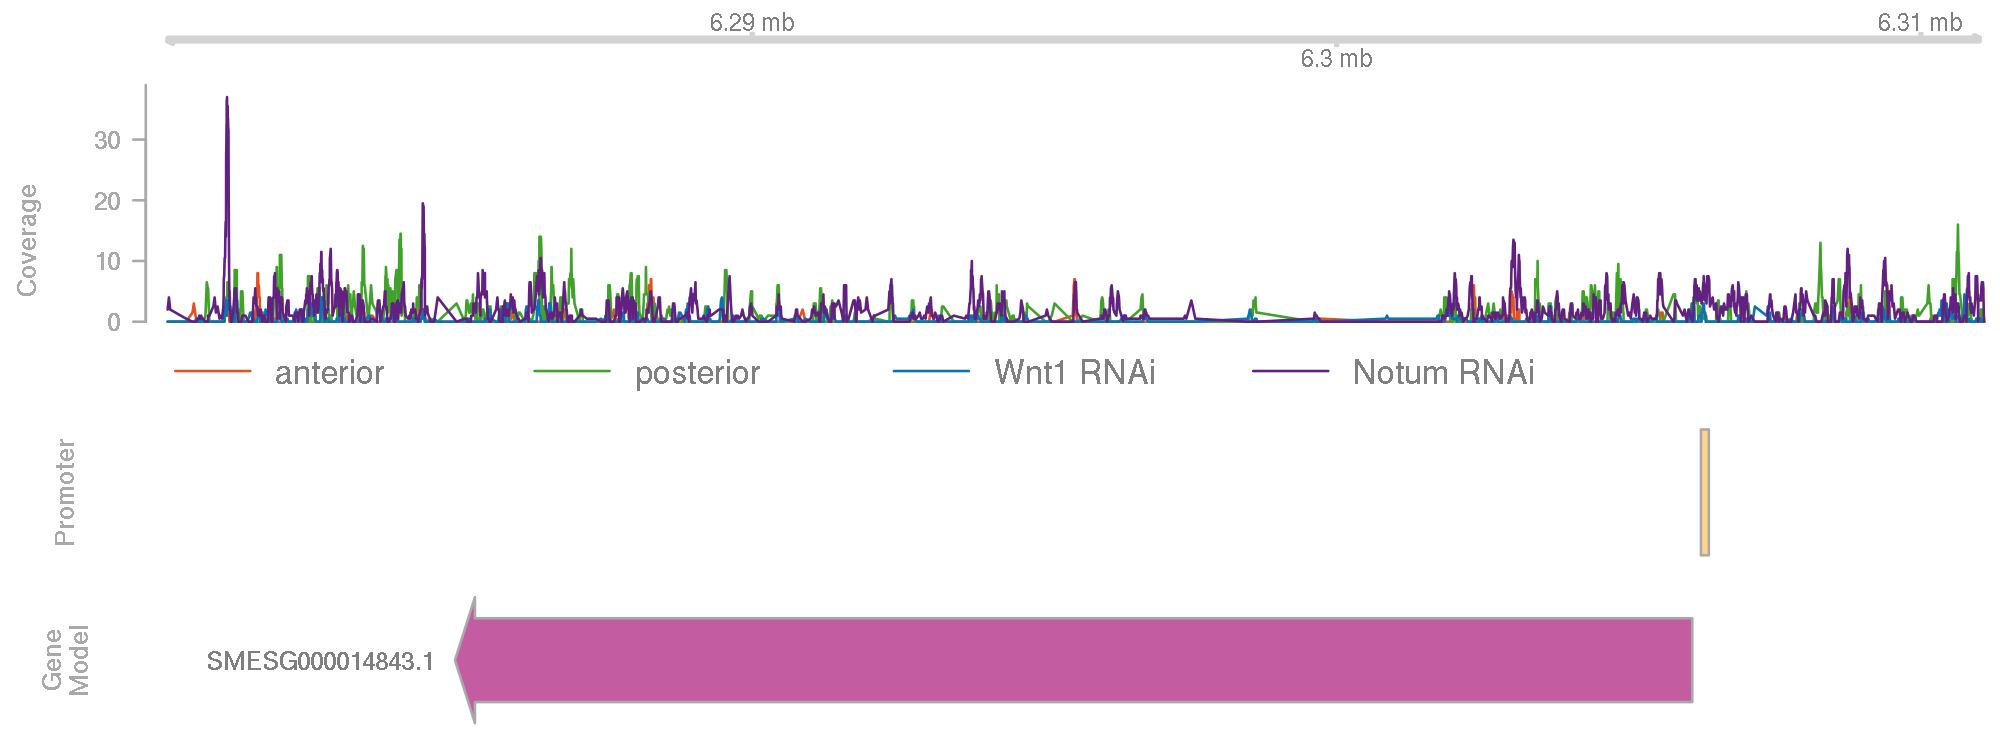 6.29 mb
6.31 mb
6.3 mb
Coverage
30
20
10
0
anterior
posterior
Wnt1 RNAi
Notum RNAi
Promoter
Gene
Model
SMESG000014843.1